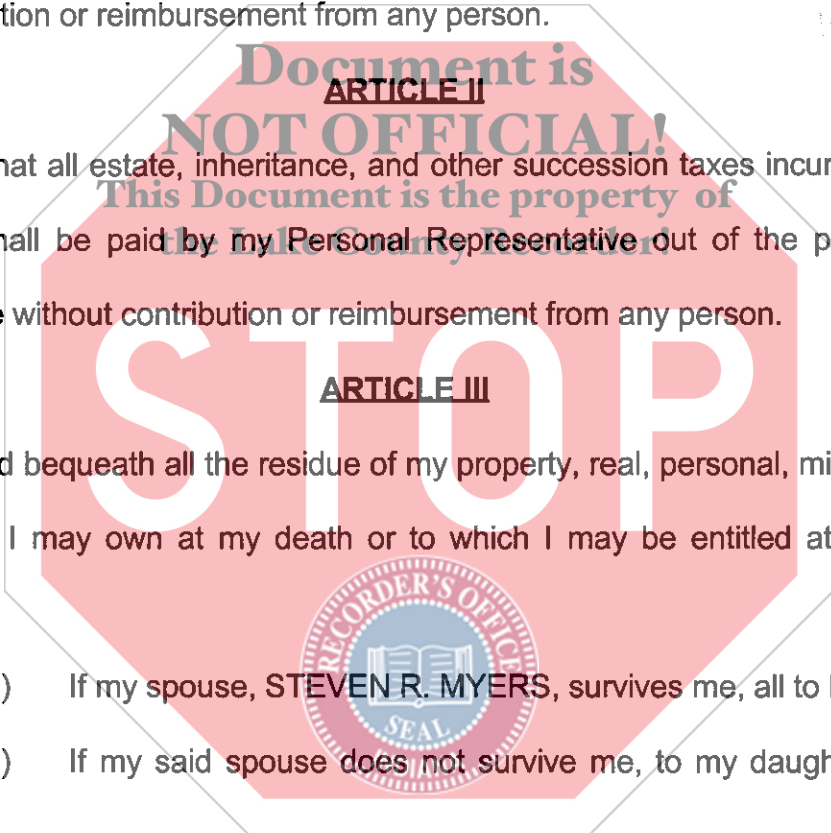 tion or reimbursement from any person.
Document is
ARTICLE II
NOT OFFICIAL!
hat all estate, inheritance, and other succession taxes incur
This Document is the property of
hall be paid by my Personal Representative out of the p
the Lake County Recorder!
e without contribution or reimbursement from any person.
STOP
ARTICLE III
d bequeath all the residue of my property, real, personal, mi
I may own at my death or to which I may be entitled at
RECORDER'S OFFICE
) If my spouse, STEVEN R. MYERS, survives me, all to
SEAL
) If my said spouse does not survive me, to my daugh